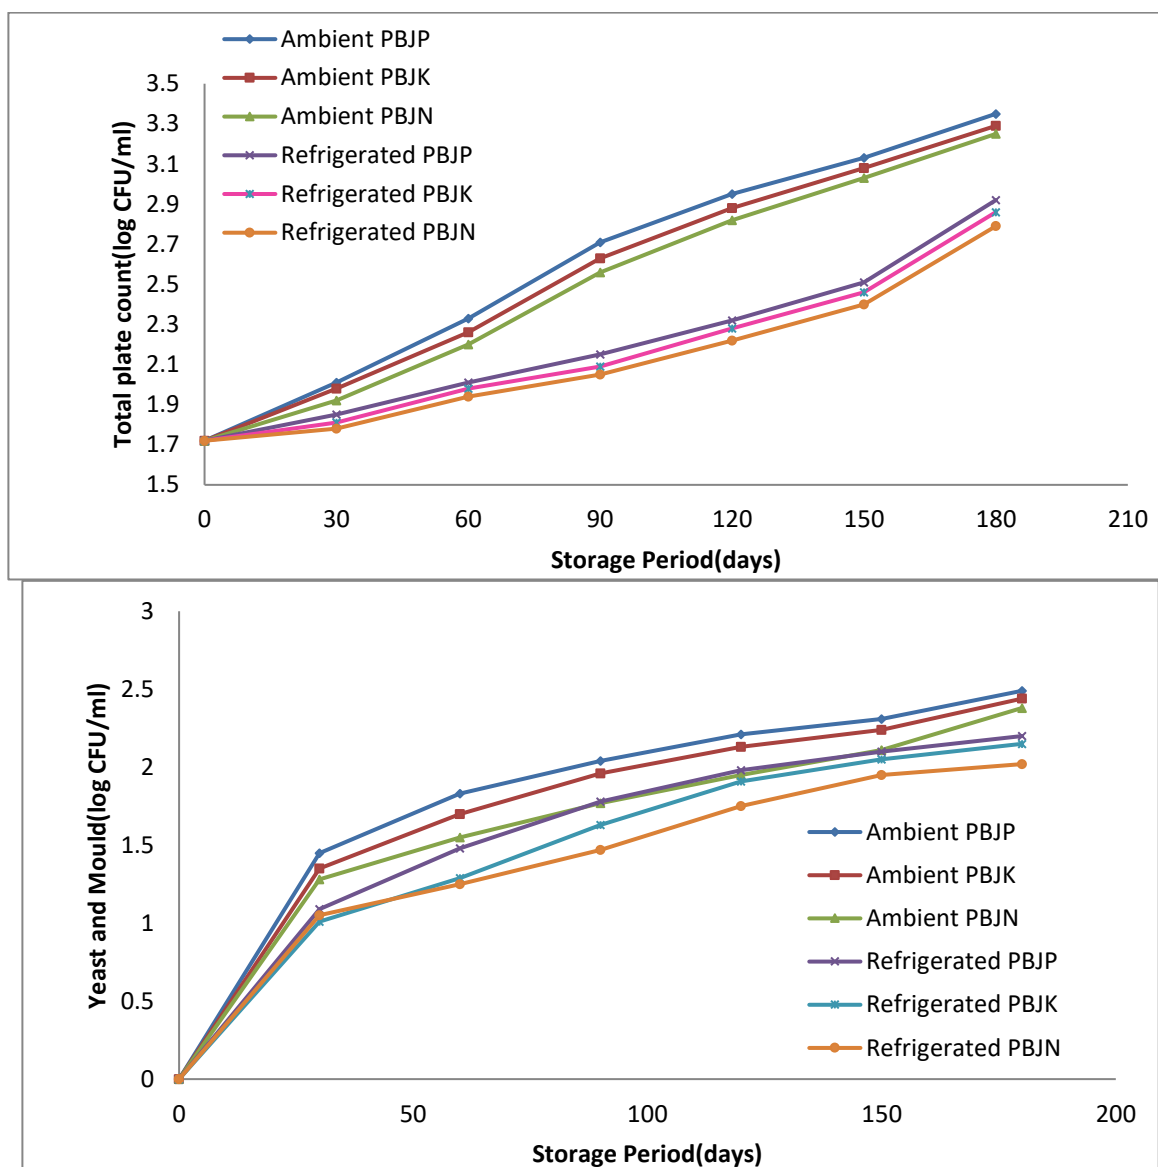 Ambient PBJP
Ambient PBJK
Ambient PBJN
Refrigerated PBJP
Refrigerated PBJK
Refrigerated PBJN
Total plate count(log CFU/ml)
3.5
3.3
3.1
2.9
2.7
2.5
2.3
2.1
1.9
1.7
1.5
0 30 60 90 120 150 180 210
Storage Period(days)
Yeast and Mould(log CFU/ml)
3
2.5
2
1.5
1
0.5
0
Ambient PBJP
Ambient PBJK
Ambient PBJN
Refrigerated PBJP
Refrigerated PBJK
Refrigerated PBJN
0 50 100 150 200
Storage Period(days)